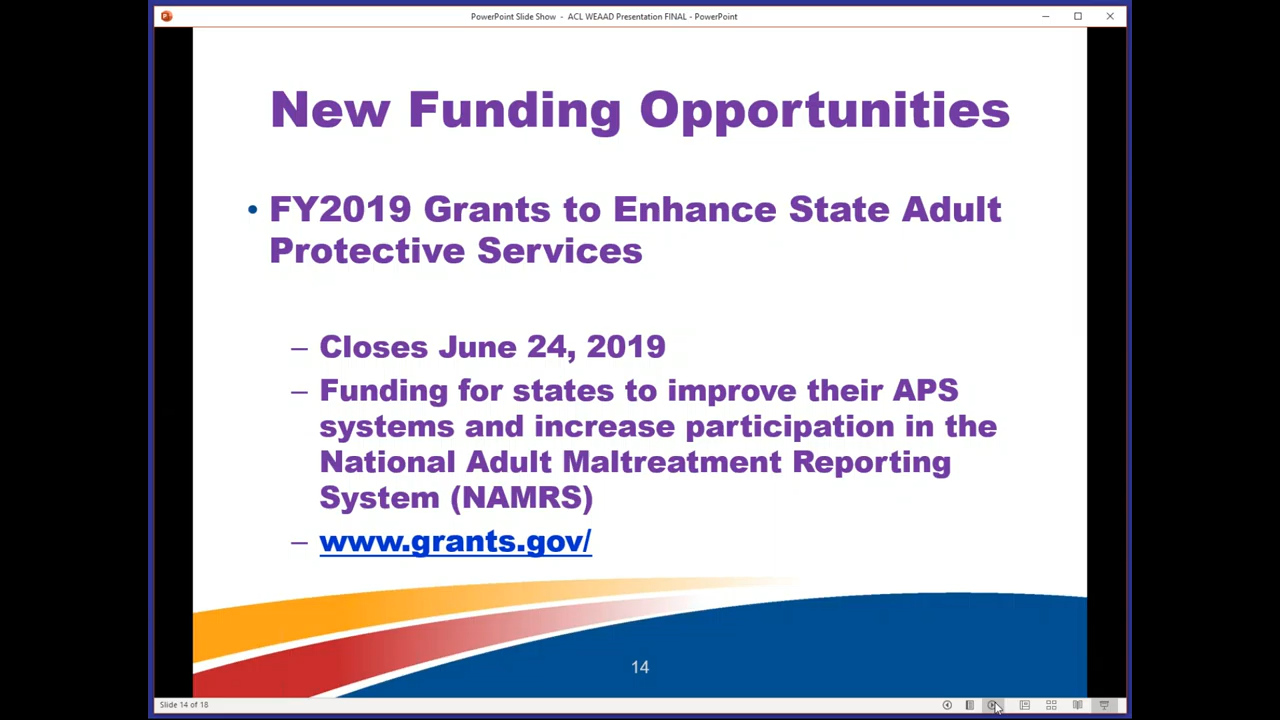 PowerPoint Slide Show - ACL WEAAD Presentation FINAL - PowerPoint
New Funding Opportunities
• FY2019 Grants to Enhance State Adult
Protective Services
– Closes June 24, 2019
– Funding for states to improve their APS
systems and increase participation in the
National Adult Maltreatment Reporting
System (NAMRS)
– www.grants.gov/
14
Slide 14 of 18